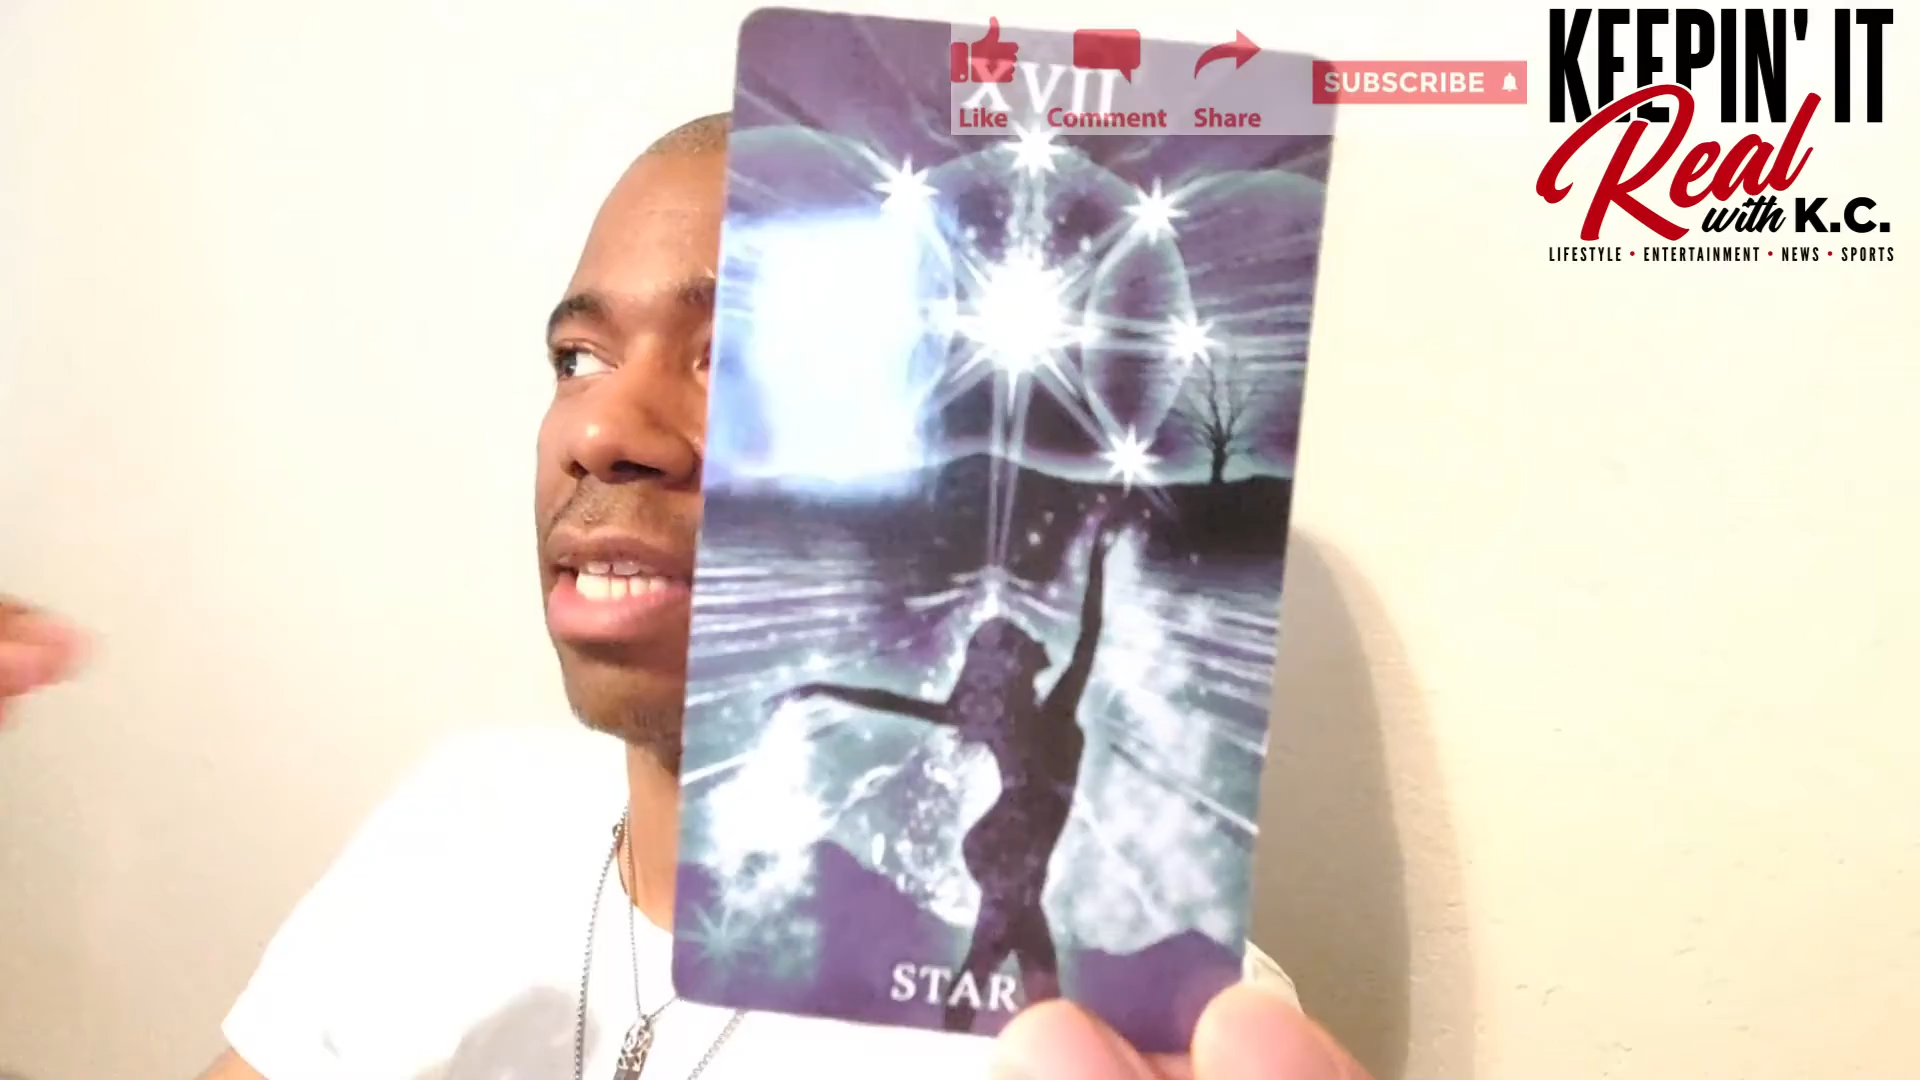 XVII
Like
Comment
Share
SUBSCRIBE
KEEPIN' IT
Real
with K.C.
LIFESTYLE • ENTERTAINMENT • NEWS • SPORTS
STAR